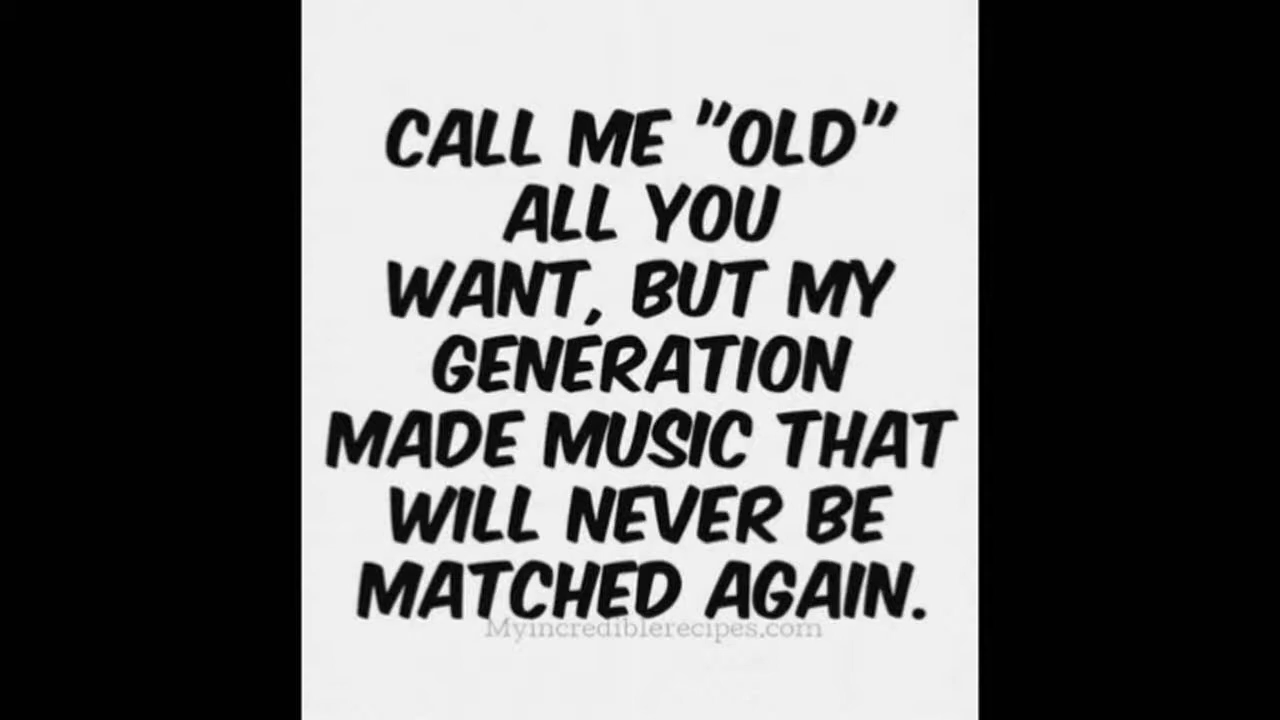 CALL ME "OLD"
ALL YOU
WANT, BUT MY
GENERATION
MADE MUSIC THAT
WILL NEVER BE
MATCHED AGAIN.
Myincrediblerecipes.com